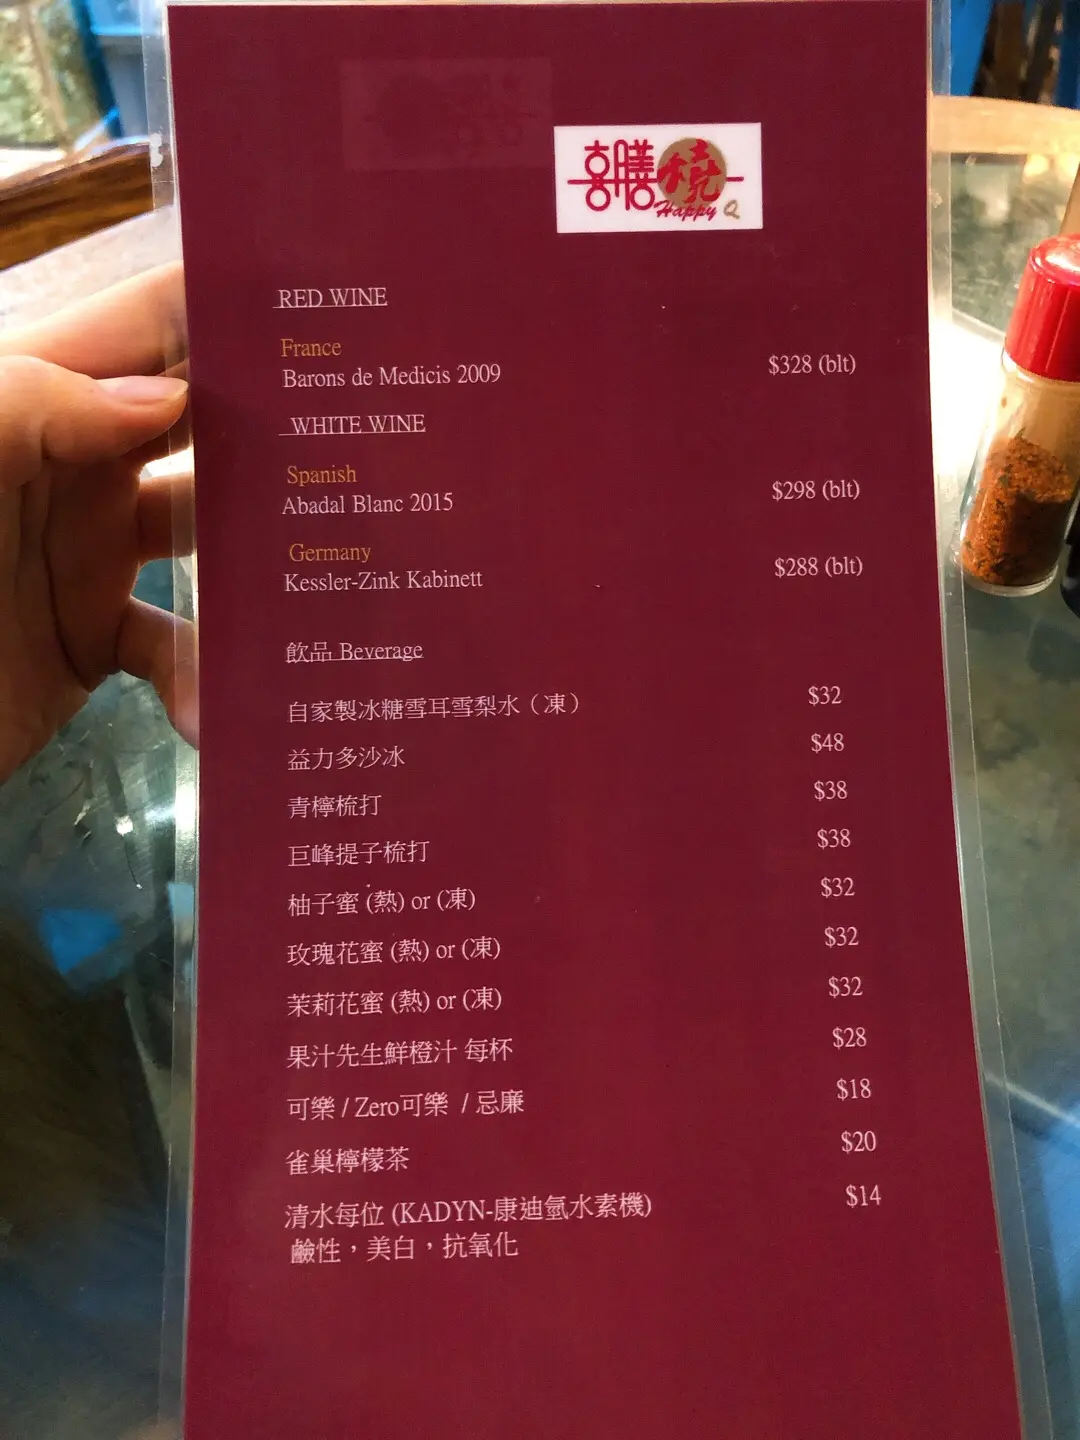 喜膳燒
Happy Q
RED WINE
France
Barons de Medicis 2009 $328 (blt)
WHITE WINE
Spanish
Abadal Blanc 2015 $298 (blt)
Germany
Kessler-Zink Kabinett $288 (blt)
飲品 Beverage
自家製冰糖雪耳雪梨水（凍） $32
益力多沙冰 $48
青檸梳打 $38
巨峰提子梳打 $38
柚子蜜 (熱) or (凍) $32
玫瑰花蜜 (熱) or (凍) $32
茉莉花蜜 (熱) or (凍) $32
果汁先生鮮橙汁 每杯 $28
可樂 / Zero可樂 / 忌廉 $18
雀巢檸檬茶 $20
清水每位 (KADYN-康迪氫水素機) $14
鹼性，美白，抗氧化